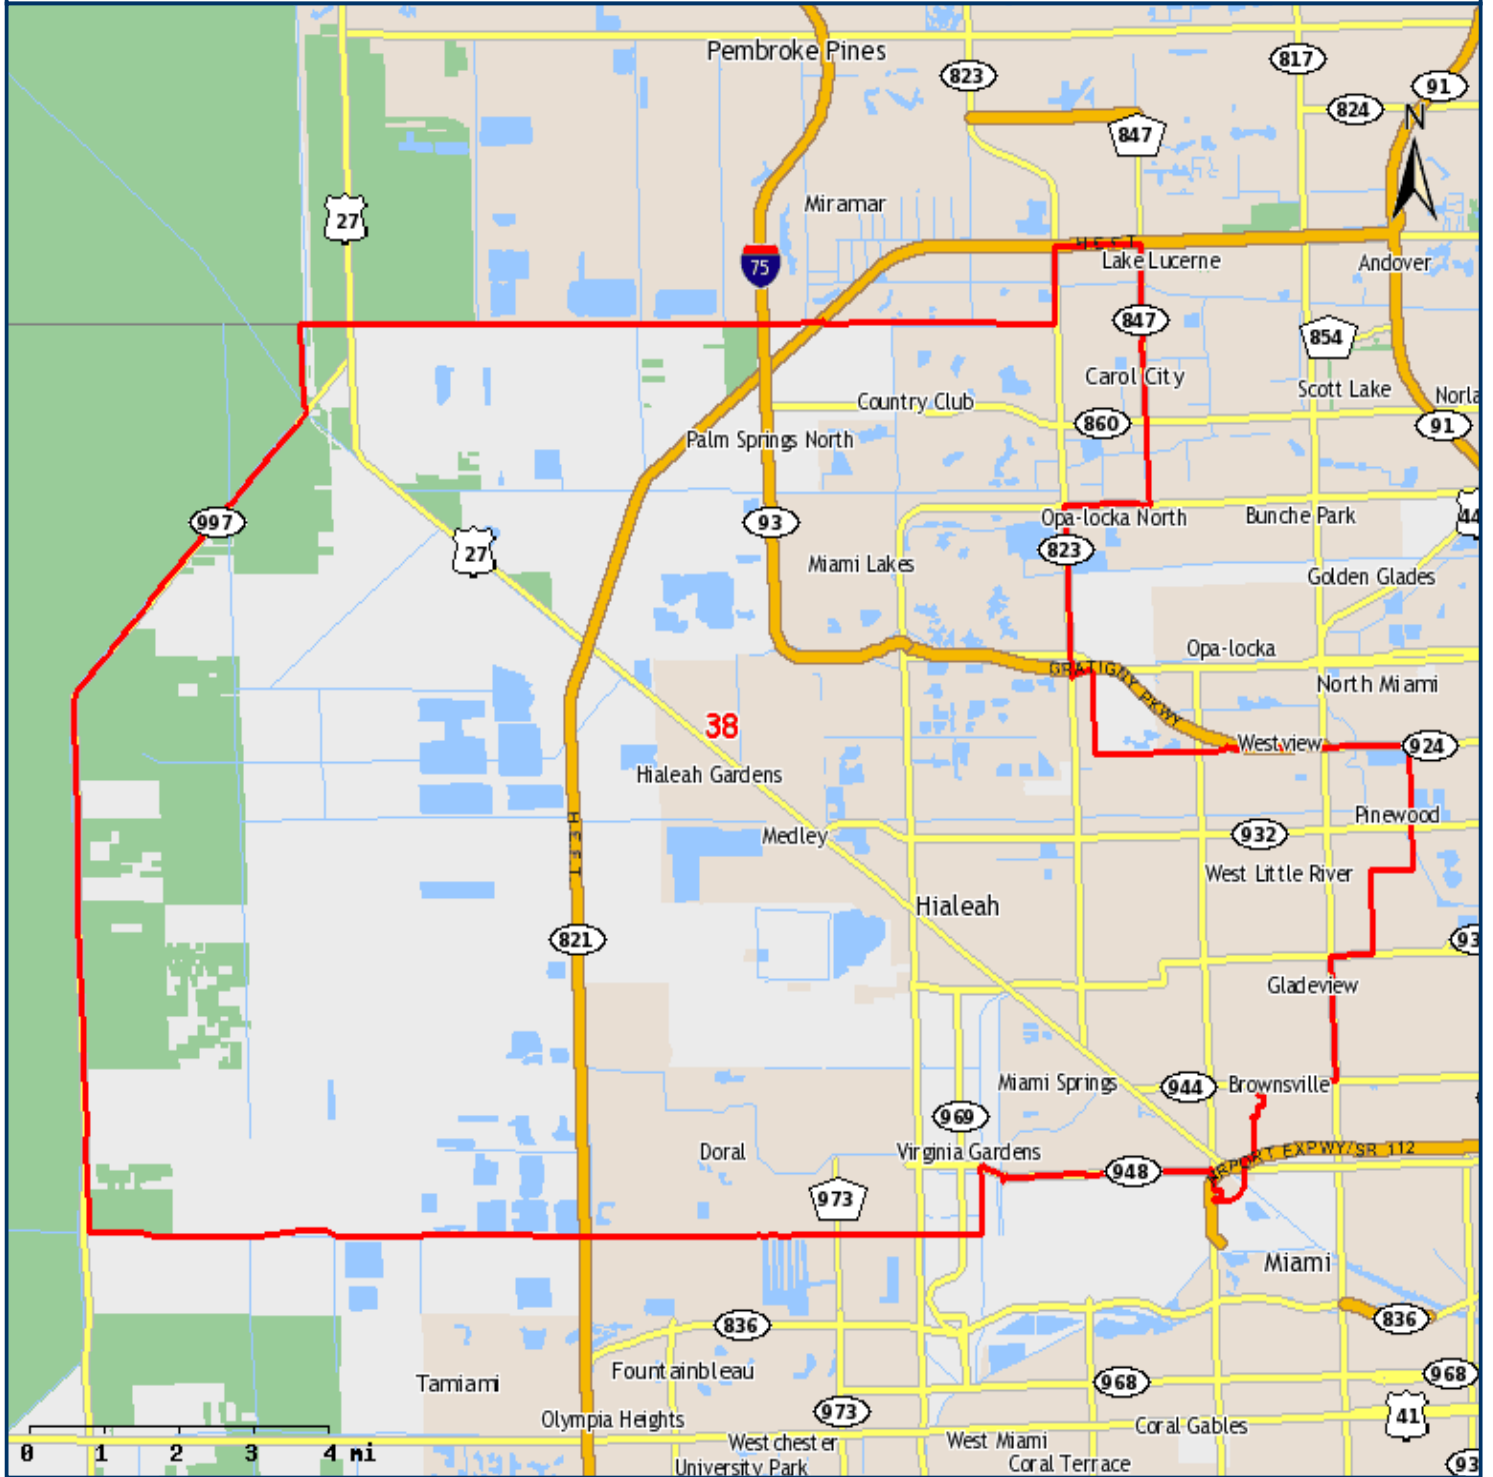 Pembroke Pines
817
823
91
824
N
847
Miramar
27
75
HEFT
Lake Lucerne
Andover
847
854
Carol City
Scott Lake
Country Club
Norla
860
91
Palm Springs North
997
93
Opa-locka North
Bunche Park
44
27
823
Miami Lakes
Golden Glades
Opa-locka
GRATIGNY PKWY
North Miami
38
Westview
924
Hialeah Gardens
HEFT
Pinewood
Medley
932
West Little River
Hialeah
821
93
Gladeview
Miami Springs
944
Brownsville
969
Doral
Virginia Gardens
AIRPORT EXPWY/SR 112
948
973
Miami
836
836
Fountainbleau
Tamiami
968
968
973
41
Olympia Heights
Coral Gables
Westchester
West Miami
0 1 2 3 4 mi
University Park
Coral Terrace
93